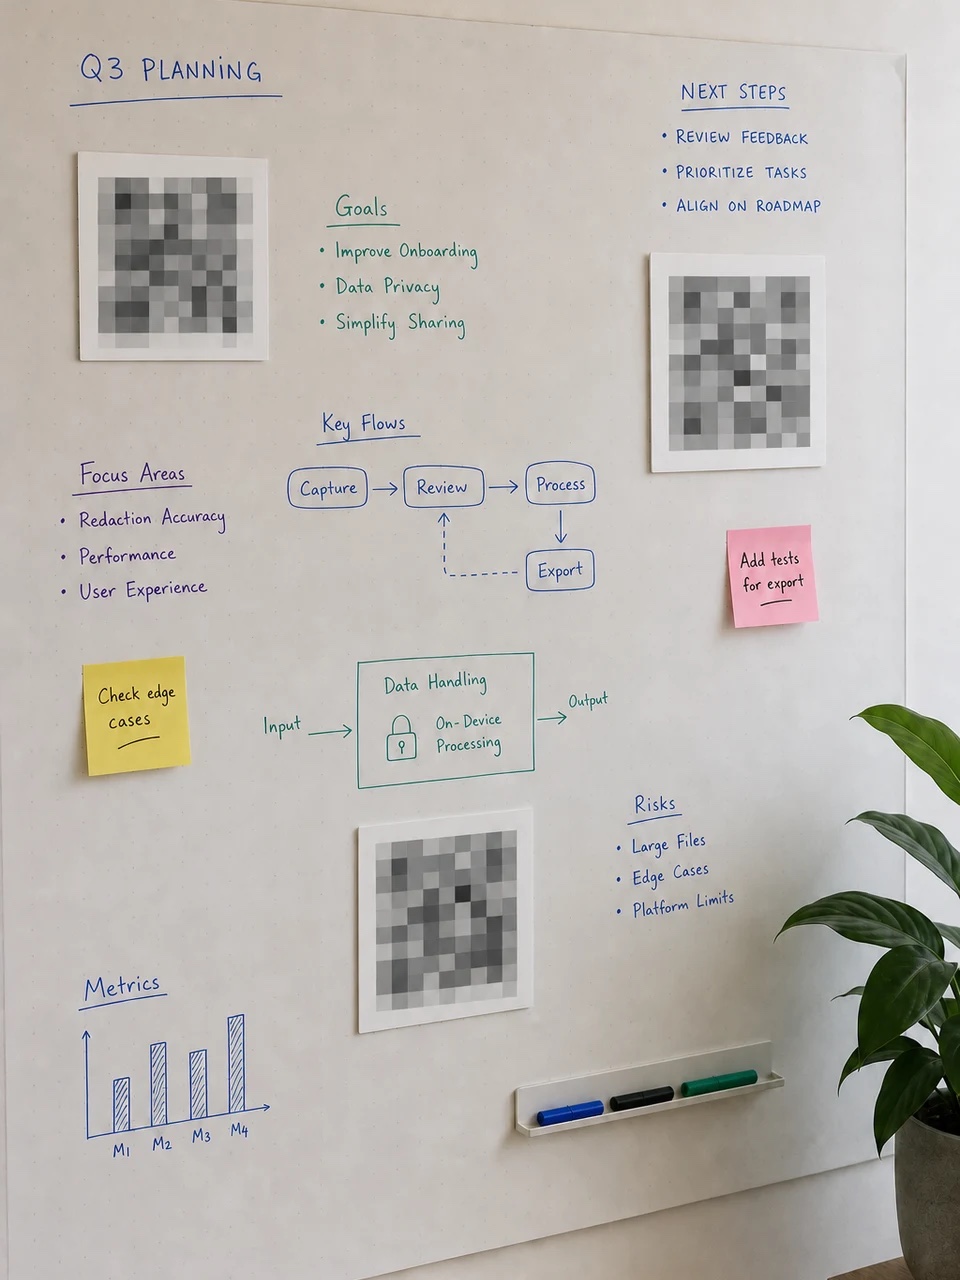 Q3 PLANNING
NEXT STEPS
• REVIEW FEEDBACK
• PRIORITIZE TASKS
• ALIGN ON ROADMAP
Goals
• Improve Onboarding
• Data Privacy
• Simplify Sharing
Key Flows
Capture
Review
Process
Export
Focus Areas
• Redaction Accuracy
• Performance
• User Experience
Add tests
for export
Check edge
cases
Input
Data Handling
On-Device
Processing
Output
Risks
• Large Files
• Edge Cases
• Platform Limits
Metrics
M1 M2 M3 M4